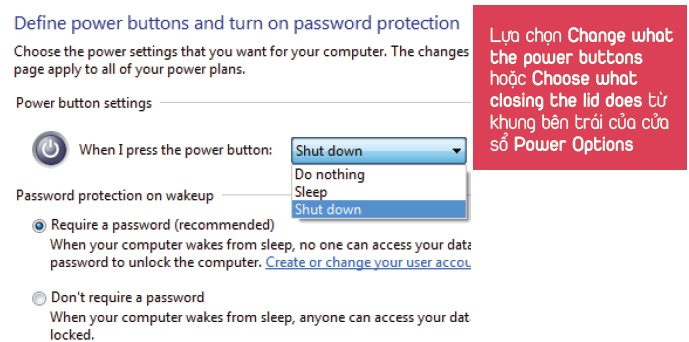 Define power buttons and turn on password protection
Choose the power settings that you want for your computer. The changes
page apply to all of your power plans.
Power button settings
When I press the power button:
Shut down
Do nothing
Sleep
Shut down
Password protection on wakeup
Require a password (recommended)
When your computer wakes from sleep, no one can access your data
password to unlock the computer. Create or change your user accou
Don't require a password
When your computer wakes from sleep, anyone can access your dat
locked.
Lựa chọn Change what
the power buttons
hoặc Choose what
closing the lid does từ
khung bên trái của cửa
sổ Power Options